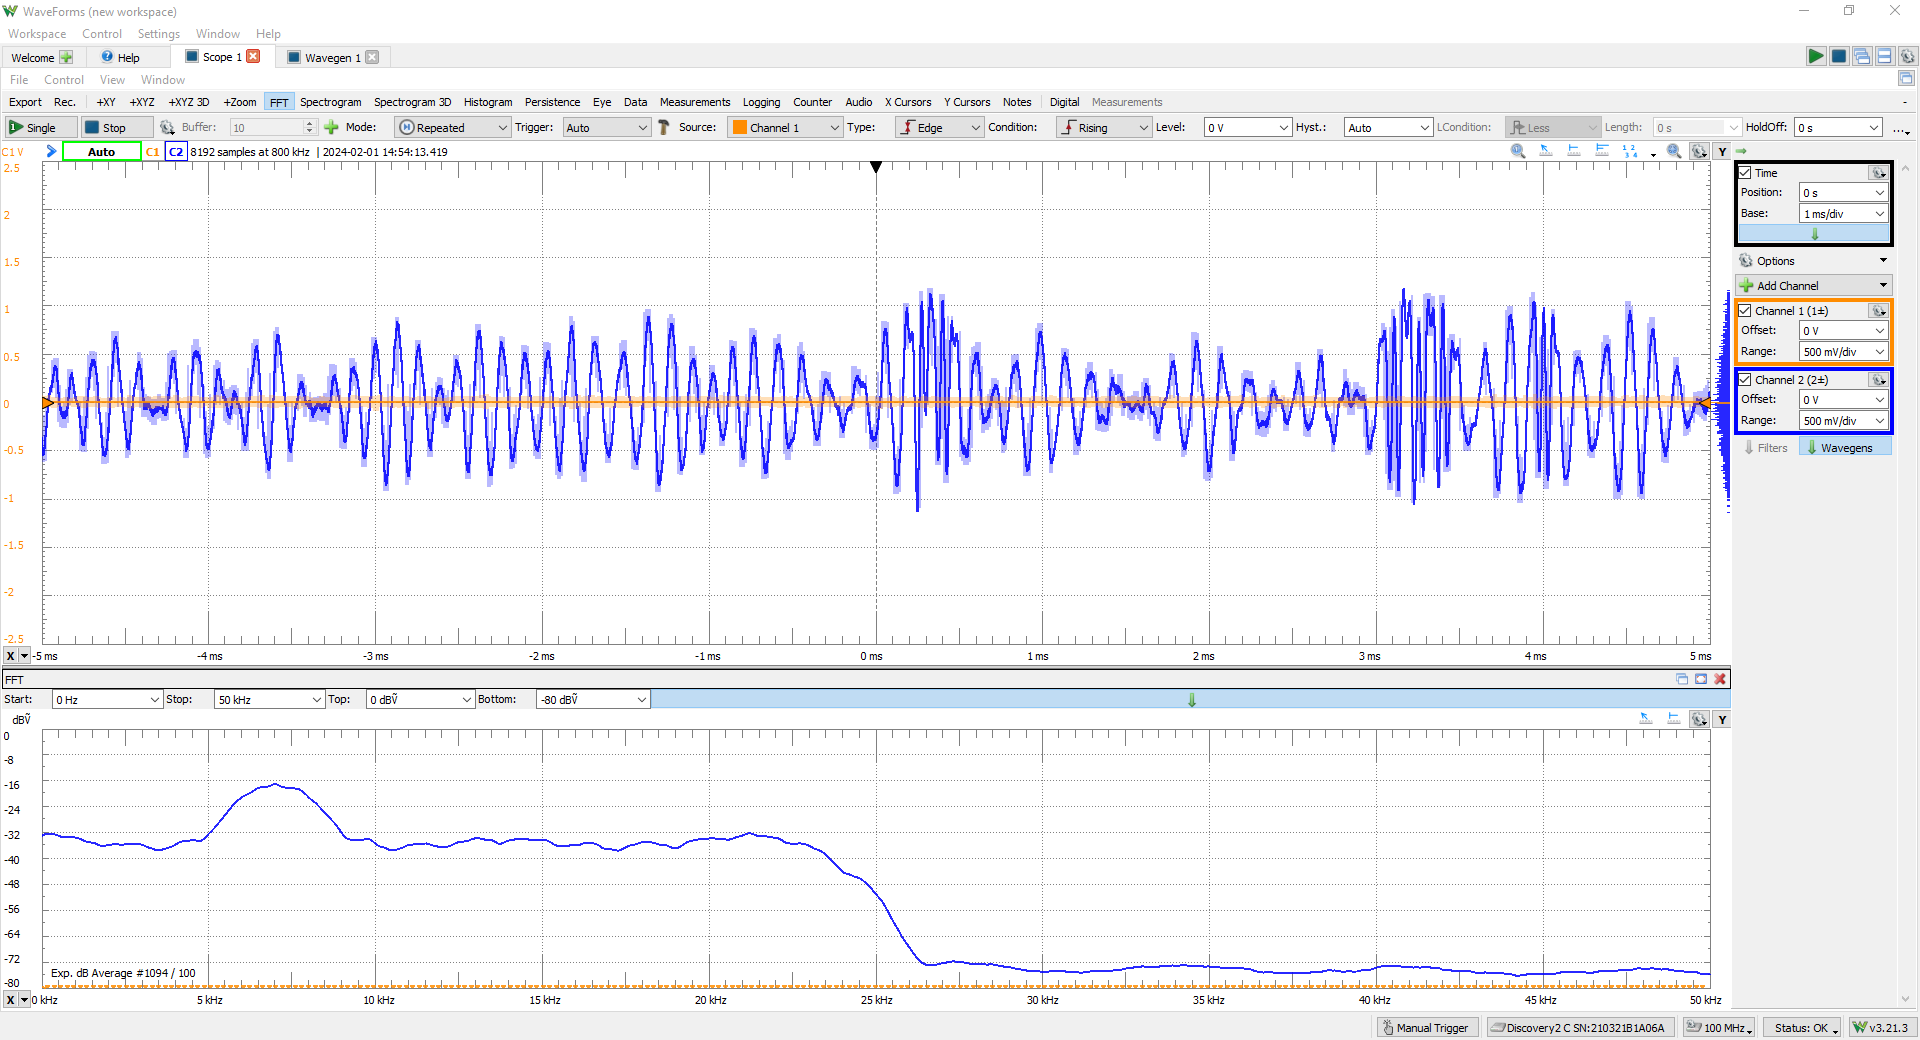 WaveForms (new workspace)
Workspace Control Settings Window Help
Welcome Help Scope 1 Wavegen 1
File Control View Window
Export Rec. +XY +XYZ +XYZ 3D +Zoom FFT Spectrogram Spectrogram 3D Histogram Persistence Eye Data Measurements Logging Counter Audio X Cursors Y Cursors Notes Digital Measurements
Single Stop Buffer: 10 Mode: Repeated Trigger: Auto Source: Channel 1 Type: Edge Condition: Rising Level: 0 V Hyst.: Auto LCondition: Less Length: 0 s HoldOff: 0 s ...
C1 V Auto C1 C2 8192 samples at 800 kHz | 2024-02-01 14:54:13.419 1 2 3 4 Y
2.5
2
1.5
1
0.5
0
-0.5
-1
-1.5
-2
-2.5
X -5 ms -4 ms -3 ms -2 ms -1 ms 0 ms 1 ms 2 ms 3 ms 4 ms 5 ms
Time
Position: 0 s
Base: 1 ms/div
Options
Add Channel
Channel 1 (1±)
Offset: 0 V
Range: 500 mV/div
Channel 2 (2±)
Offset: 0 V
Range: 500 mV/div
Filters Wavegens
FFT
Start: 0 Hz Stop: 50 kHz Top: 0 dBṼ Bottom: -80 dBṼ
dBṼ Y
0
-8
-16
-24
-32
-40
-48
-56
-64
-72
-80
Exp. dB Average #1094 / 100
X 0 kHz 5 kHz 10 kHz 15 kHz 20 kHz 25 kHz 30 kHz 35 kHz 40 kHz 45 kHz 50 kHz
Manual Trigger Discovery2 C SN:210321B1A06A 100 MHz Status: OK v3.21.3